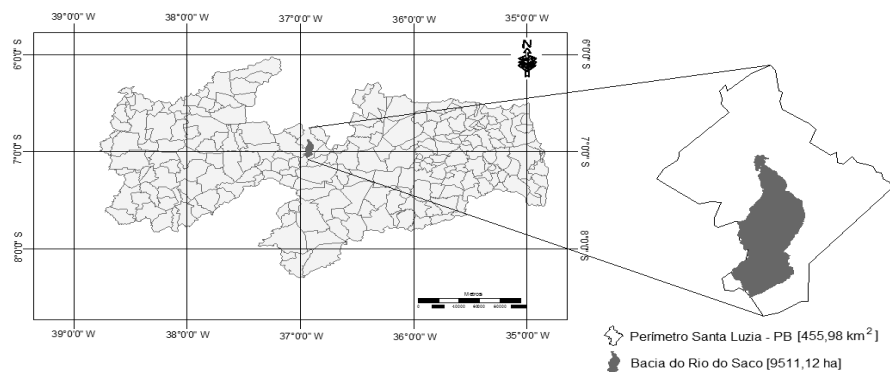 39°0'0" W 38°0'0" W 37°0'0" W 36°0'0" W 35°0'0" W
N
6°0'0" S 6°0'0" S
7°0'0" S 7°0'0" S
8°0'0" S 8°0'0" S
Metros
39°0'0" W 38°0'0" W 37°0'0" W 36°0'0" W 35°0'0" W
Perímetro Santa Luzia - PB [455,98 km²]
Bacia do Rio do Saco [9511,12 ha]